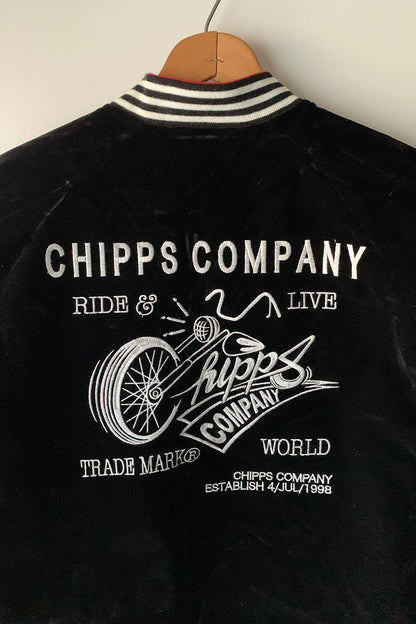 CHIPPS COMPANY
RIDE & LIVE
Chipps
COMPANY
TRADE MARK® WORLD
CHIPPS COMPANY
ESTABLISH 4/JUL/1998